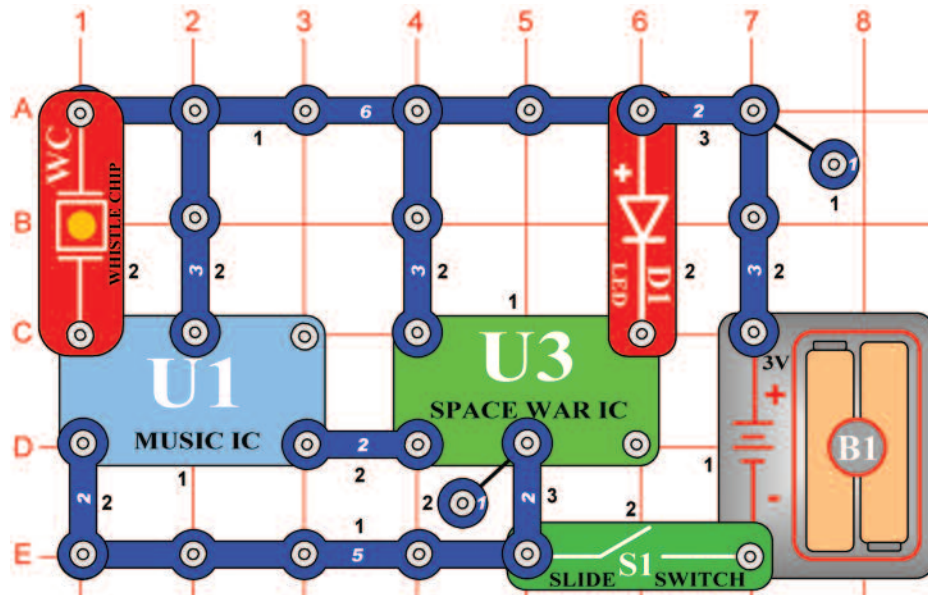 1 2 3 4 5 6 7 8
A 6 2
1 3
1
1
WC
WHISTLE CHIP
+
B
2 3 2 3 2 2 3 2
D1
LED
1
C
U1
MUSIC IC
U3
SPACE WAR IC
3V
+
-
B1
D 2
1 2 2 1 3 2 1
2 2
E 5
1
S1
SLIDE SWITCH